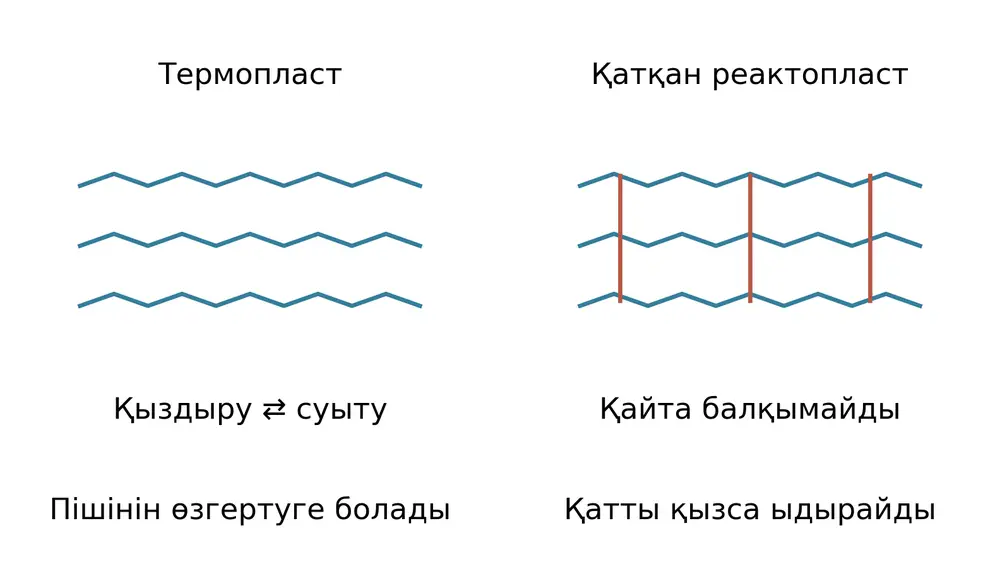 Термопласт
Қатқан реактопласт
Қыздыру ⇄ суыту
Қайта балқымайды
Пішінін өзгертуге болады
Қатты қызса ыдырайды